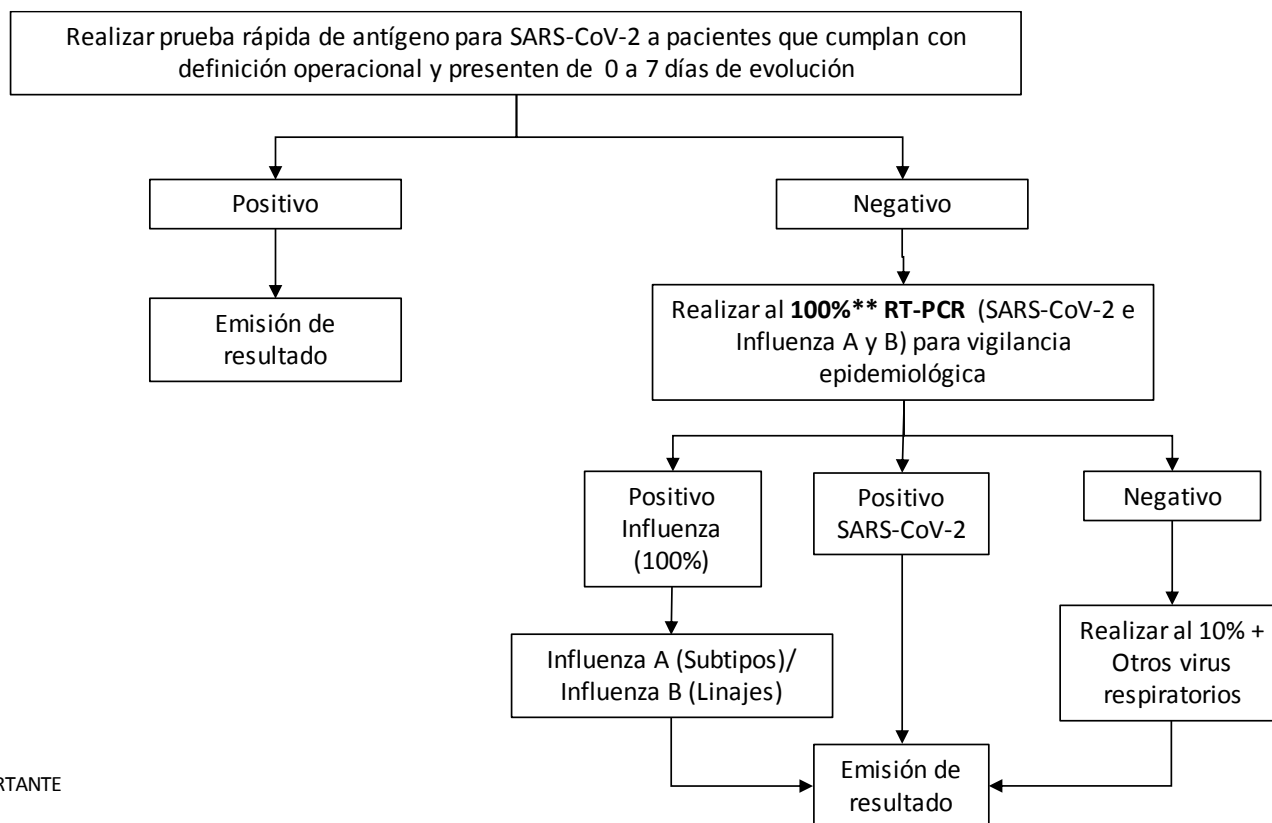 Realizar prueba rápida de antígeno para SARS-CoV-2 a pacientes que cumplan con
definición operacional y presenten de 0 a 7 días de evolución
Positivo
Negativo
Emisión de
resultado
Realizar al 100%** RT-PCR (SARS-CoV-2 e
Influenza A y B) para vigilancia
epidemiológica
Positivo
Influenza
(100%)
Positivo
SARS-CoV-2
Negativo
Influenza A (Subtipos)/
Influenza B (Linajes)
Realizar al 10% +
Otros virus
respiratorios
Emisión de
resultado
RTANTE